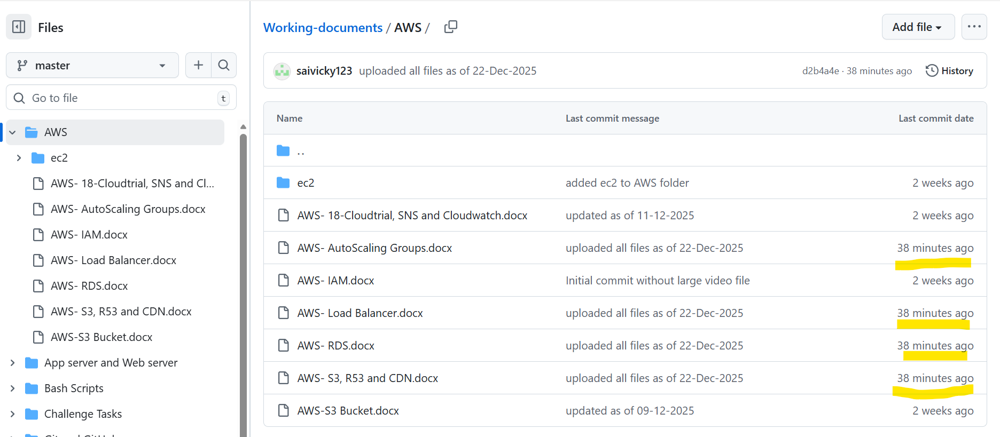 Files
master
Go to file
t
AWS
ec2
AWS- 18-Cloudtrial, SNS and Cl...
AWS- AutoScaling Groups.docx
AWS- IAM.docx
AWS- Load Balancer.docx
AWS- RDS.docx
AWS- S3, R53 and CDN.docx
AWS-S3 Bucket.docx
App server and Web server
Bash Scripts
Challenge Tasks
Working-documents / AWS /
Add file
saivicky123 uploaded all files as of 22-Dec-2025 d2b4a4e · 38 minutes ago History
Name Last commit message Last commit date
..
ec2 added ec2 to AWS folder 2 weeks ago
AWS- 18-Cloudtrial, SNS and Cloudwatch.docx updated as of 11-12-2025 2 weeks ago
AWS- AutoScaling Groups.docx uploaded all files as of 22-Dec-2025 38 minutes ago
AWS- IAM.docx Initial commit without large video file 2 weeks ago
AWS- Load Balancer.docx uploaded all files as of 22-Dec-2025 38 minutes ago
AWS- RDS.docx uploaded all files as of 22-Dec-2025 38 minutes ago
AWS- S3, R53 and CDN.docx uploaded all files as of 22-Dec-2025 38 minutes ago
AWS-S3 Bucket.docx updated as of 09-12-2025 2 weeks ago